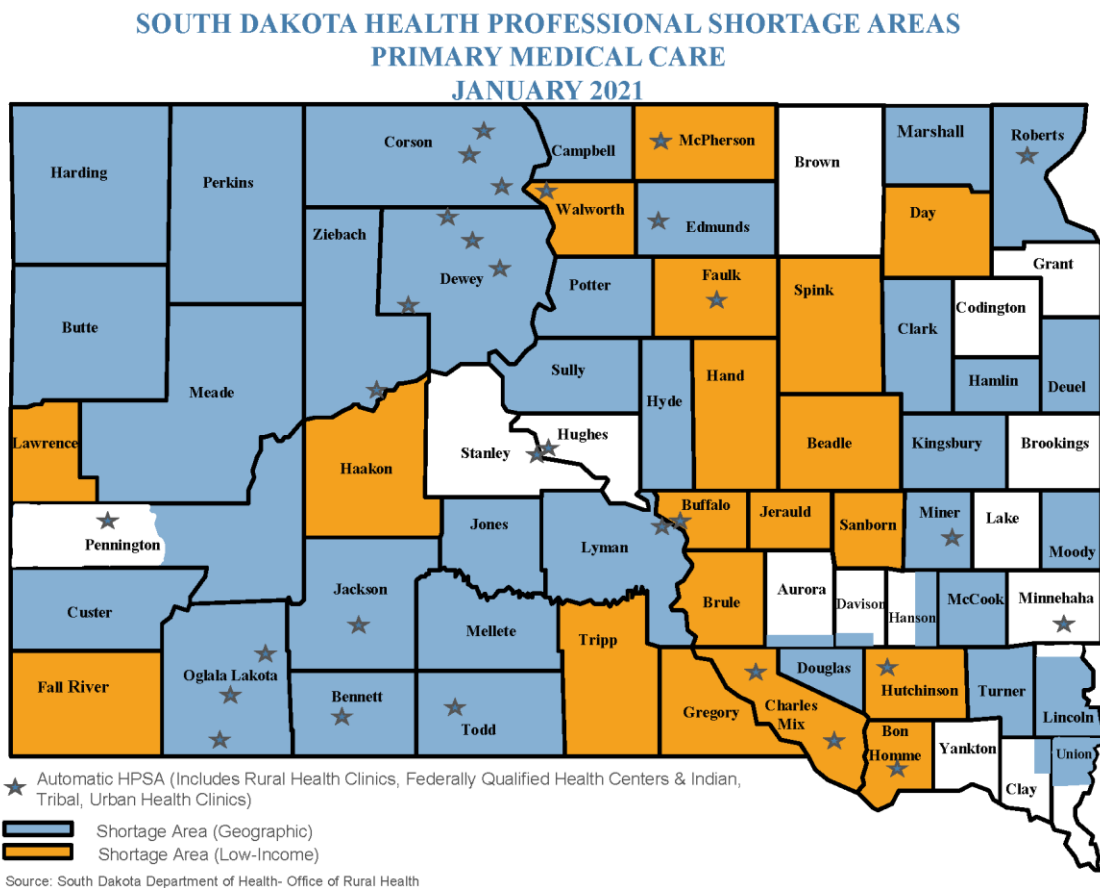 SOUTH DAKOTA HEALTH PROFESSIONAL SHORTAGE AREAS
PRIMARY MEDICAL CARE
JANUARY 2021
Harding
Perkins
Corson
Campbell
McPherson
Brown
Marshall
Roberts
Ziebach
Dewey
Walworth
Edmunds
Day
Grant
Butte
Meade
Potter
Faulk
Spink
Clark
Codington
Sully
Hyde
Hand
Hamlin
Deuel
Lawrence
Haakon
Stanley
Hughes
Beadle
Kingsbury
Brookings
Pennington
Jones
Lyman
Buffalo
Jerauld
Sanborn
Miner
Lake
Moody
Custer
Jackson
Mellete
Tripp
Brule
Aurora
Davison
Hanson
McCook
Minnehaha
Fall River
Oglala Lakota
Bennett
Todd
Gregory
Charles
Mix
Douglas
Hutchinson
Turner
Lincoln
Bon
Homme
Yankton
Clay
Union
Automatic HPSA (Includes Rural Health Clinics, Federally Qualified Health Centers & Indian,
Tribal, Urban Health Clinics)
Shortage Area (Geographic)
Shortage Area (Low-Income)
Source: South Dakota Department of Health- Office of Rural Health